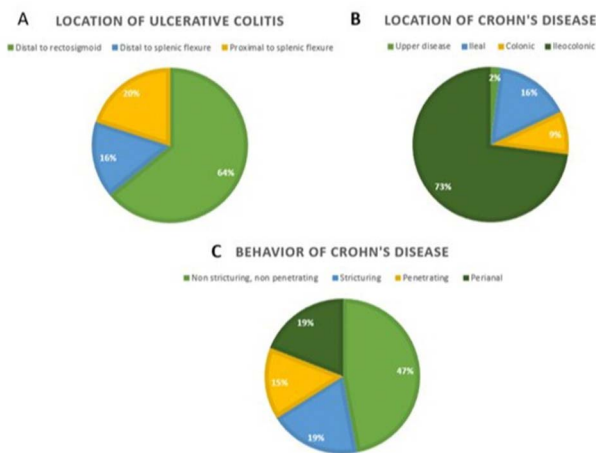 A LOCATION OF ULCERATIVE COLITIS
Distal to rectosigmoid Distal to splenic flexure Proximal to splenic flexure
20%
16%
64%
B LOCATION OF CROHN'S DISEASE
Upper disease Ileal Colonic Ileocolonic
2%
16%
9%
73%
C BEHAVIOR OF CROHN'S DISEASE
Non stricturing, non penetrating Stricturing Penetrating Perianal
19%
47%
15%
19%